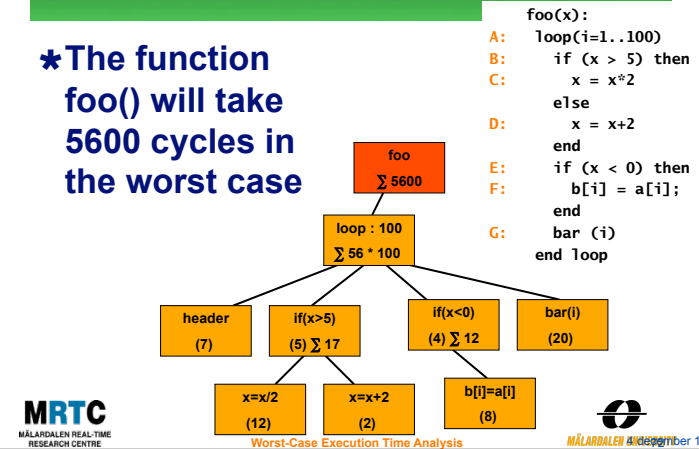 * The function
foo() will take
5600 cycles in
the worst case
foo(x):
A: loop(i=1..100)
B: if (x > 5) then
C: x = x*2
else
D: x = x+2
end
E: if (x < 0) then
F: b[i] = a[i];
end
G: bar (i)
end loop
foo
∑ 5600
loop : 100
∑ 56 * 100
header
(7)
if(x>5)
(5) ∑ 17
if(x<0)
(4) ∑ 12
bar(i)
(20)
x=x/2
(12)
x=x+2
(2)
b[i]=a[i]
(8)
MRTC
MÄLARDALEN REAL-TIME
RESEARCH CENTRE
Worst-Case Execution Time Analysis
MÄLARDALEN